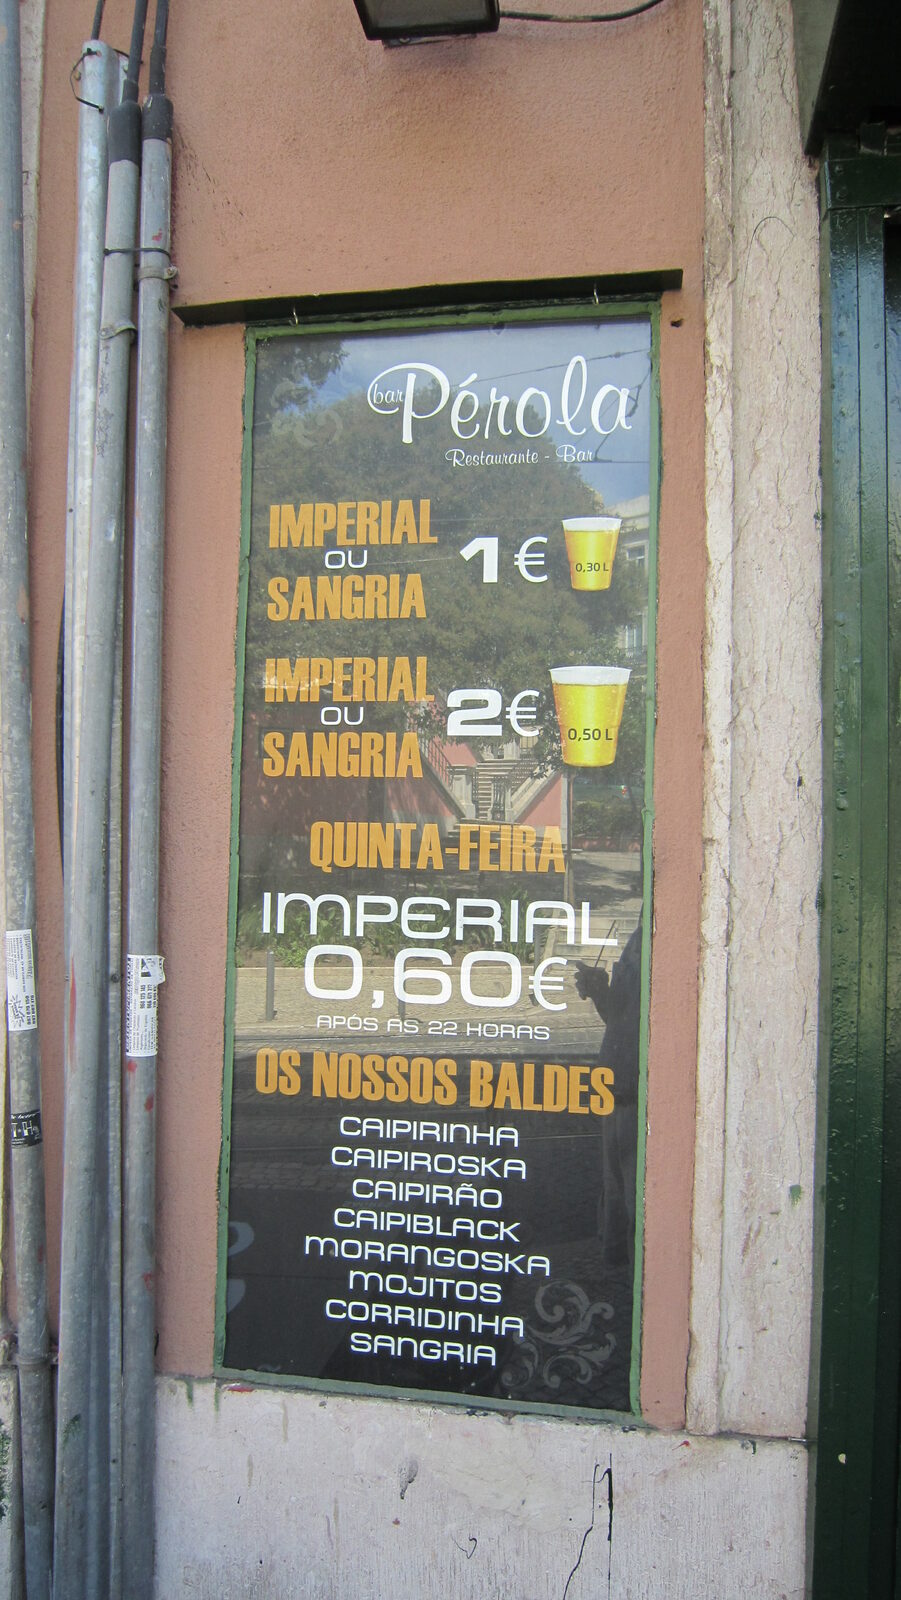 bar Pérola
Restaurante - Bar
IMPERIAL
OU
SANGRIA
1 €
0,30 L
IMPERIAL
OU
SANGRIA
2€
0,50 L
QUINTA-FEIRA
IMPERIAL
0,60€
APÓS AS 22 HORAS
OS NOSSOS BALDES
CAIPIRINHA
CAIPIROSKA
CAIPIRÃO
CAIPIBLACK
MORANGOSKA
MOJITOS
CORRIDINHA
SANGRIA